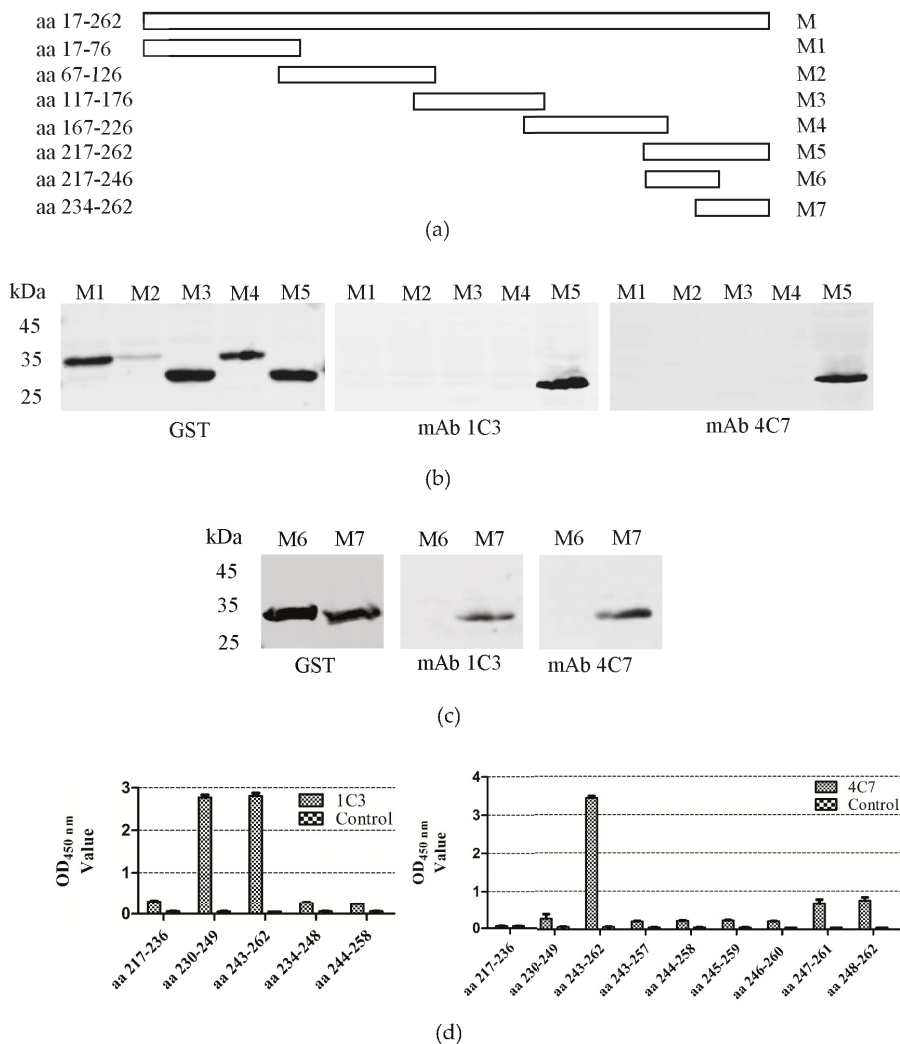 aa 17-262 M
aa 17-76 M1
aa 67-126 M2
aa 117-176 M3
aa 167-226 M4
aa 217-262 M5
aa 217-246 M6
aa 234-262 M7
(a)
kDa M1 M2 M3 M4 M5 M1 M2 M3 M4 M5 M1 M2 M3 M4 M5
45
35
25
GST mAb 1C3 mAb 4C7
(b)
kDa M6 M7 M6 M7 M6 M7
45
35
25
GST mAb 1C3 mAb 4C7
(c)
OD450 nm Value
3
2
1
0
1C3
Control
aa 217-236
aa 230-249
aa 243-262
aa 234-248
aa 244-258
OD450 nm Value
4
3
2
1
0
4C7
Control
aa 217-236
aa 230-249
aa 243-262
aa 243-257
aa 244-258
aa 245-259
aa 246-260
aa 247-261
aa 248-262
(d)